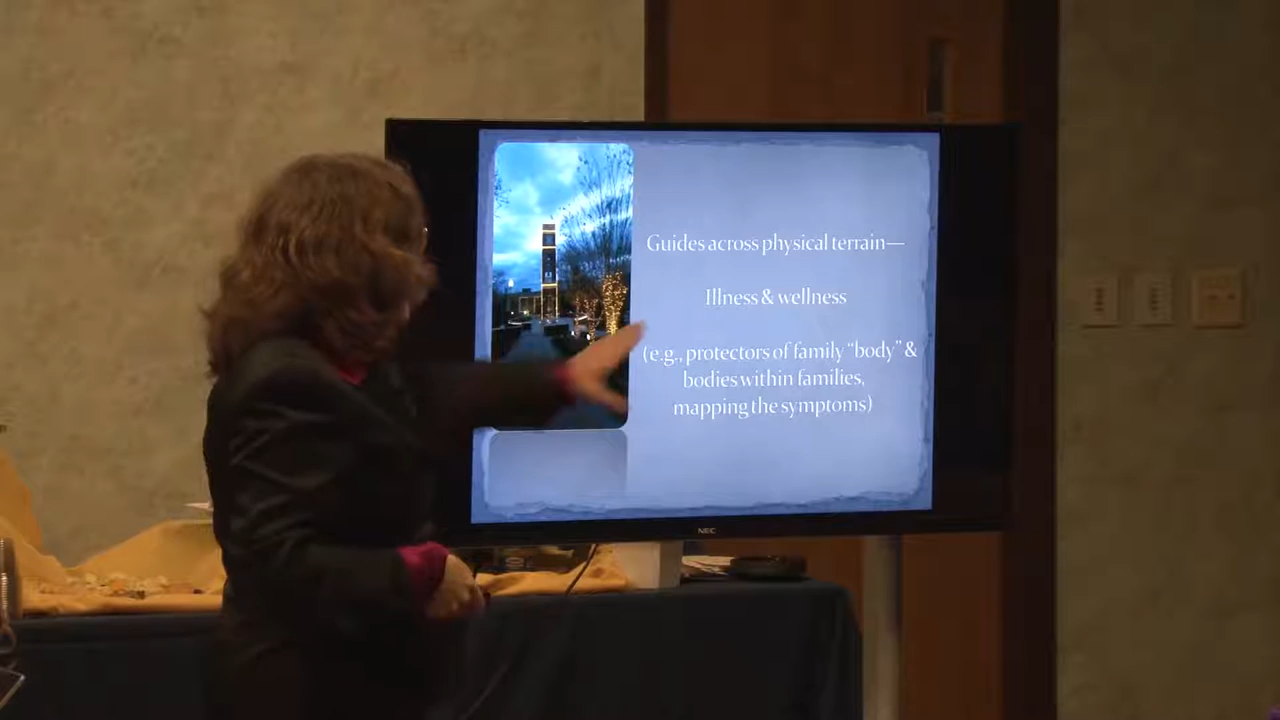 Guides across physical terrain—
Illness & wellness
(e.g., protectors of family “body” &
bodies within families,
mapping the symptoms)
NEC